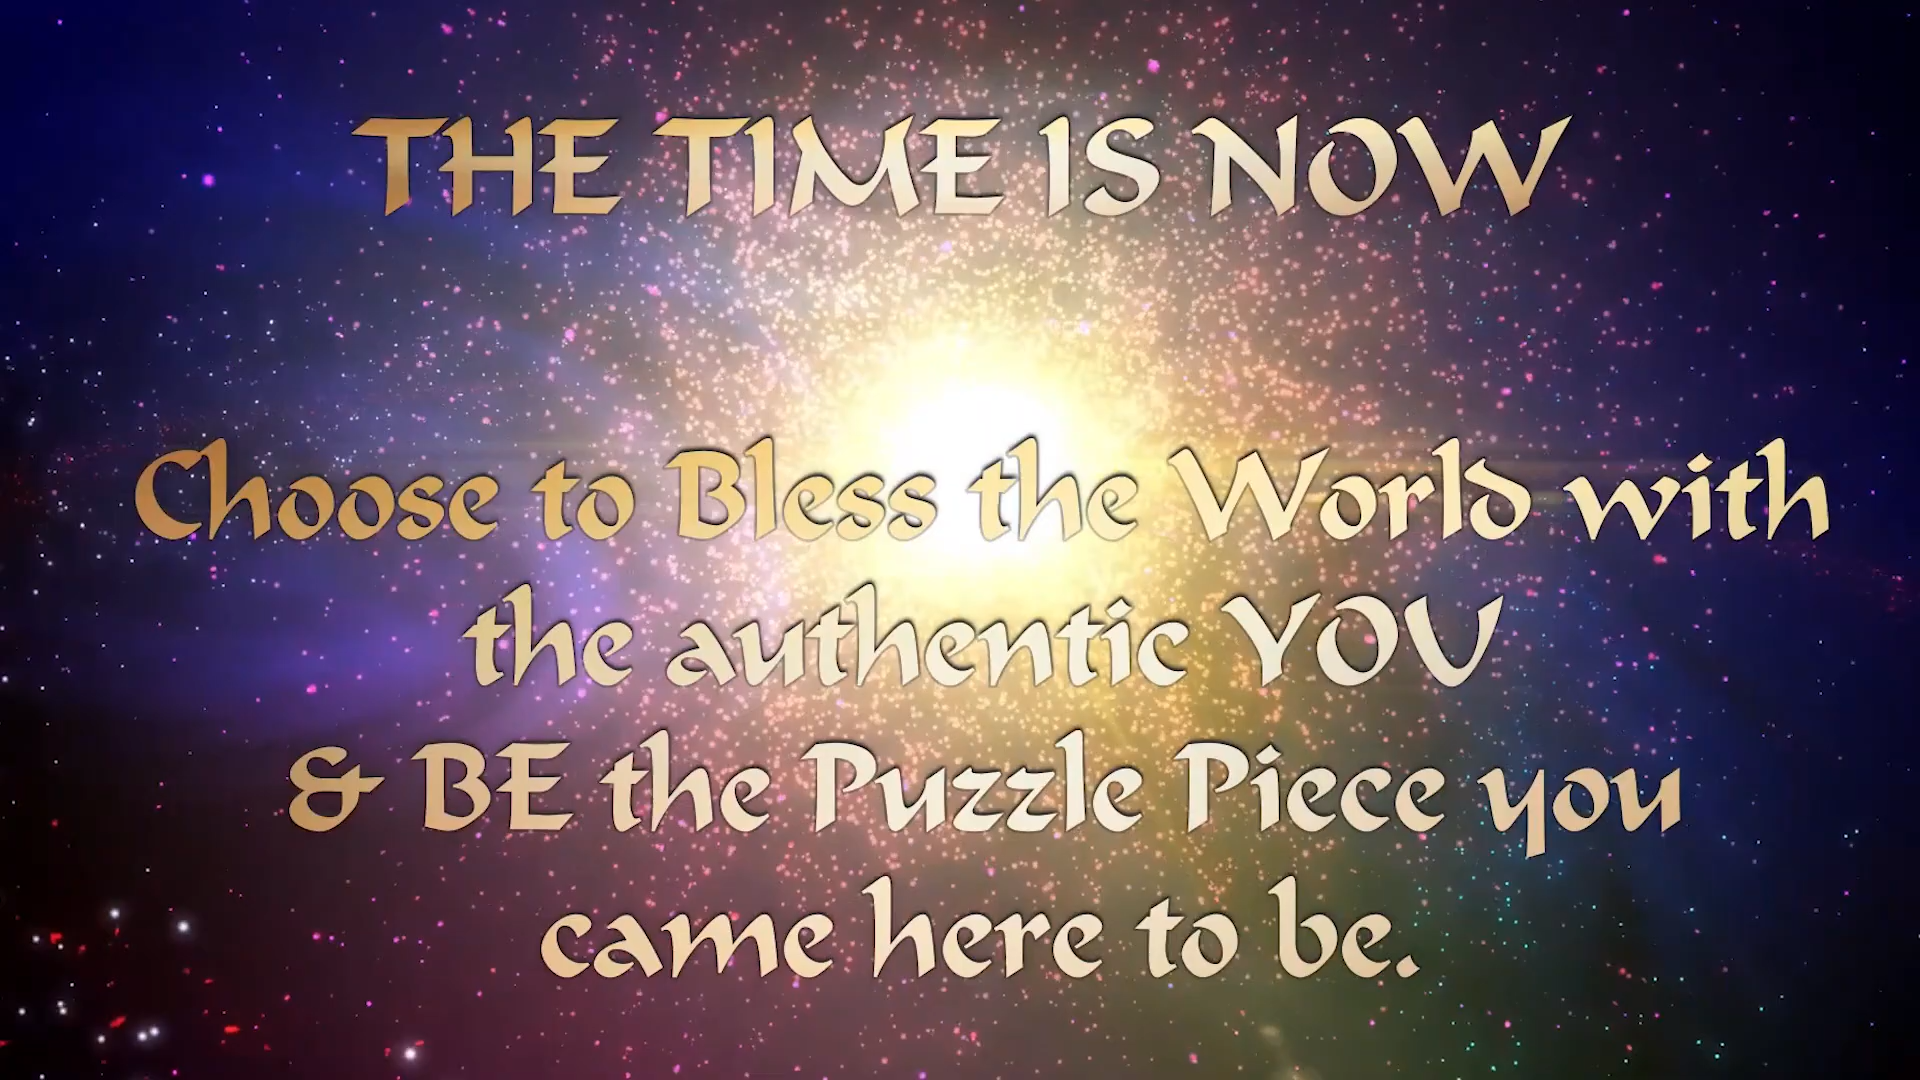 THE TIME IS NOW
Choose to Bless the World with
the authentic YOU
& BE the Puzzle Piece you
came here to be.